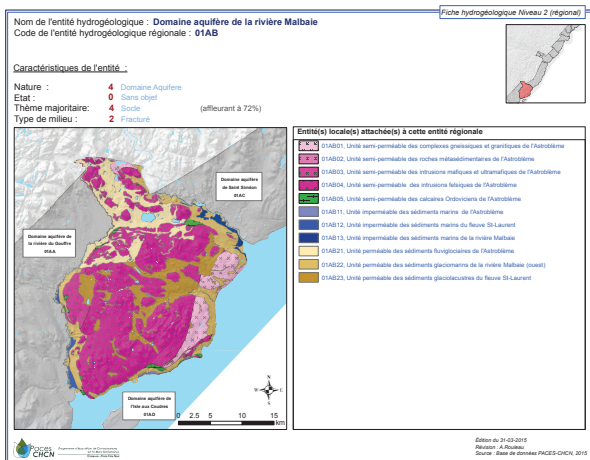 Fiche hydrogéologique Niveau 2 (régional)
Nom de l'entité hydrogéologique : Domaine aquifère de la rivière Malbaie
Code de l'entité hydrogéologique régionale : 01AB
Caractéristiques de l'entité :
Nature : 4 Domaine Aquifere
Etat : 0 Sans objet
Thème majoritaire: 4 Socle (affleurant à 72%)
Type de milieu : 2 Fracturé
Domaine aquifère
de Saint Siméon
01AC
Domaine aquifère de
la rivière du Gouffre
01AA
Domaine aquifère de
l'Isle aux Coudres
01AD
N
W E
S
0 2.5 5 10 15
km
Entité(s) locale(s) attachée(s) à cette entité régionale
01AB01, Unité semi-perméable des complexes gneissiques et granitiques de l'Astroblème
01AB02, Unité semi-perméable des roches métasédimentaires de l'Astroblème
01AB03, Unité semi-perméable des intrusions mafiques et ultramafiques de l'Astroblème
01AB04, Unité semi-perméable des intrusions felsiques de l'Astroblème
01AB05, Unité semi-perméable des calcaires Ordoviciens de l'Astroblème
01AB11, Unité imperméable des sédiments marins de l'Astroblème
01AB12, Unité imperméable des sédiments marins du fleuve St-Laurent
01AB13, Unité imperméable des sédiments marins de la rivière Malbaie
01AB21, Unité perméable des sédiments fluvioglaciaires de l'Astroblème
01AB22, Unité perméable des sédiments glaciomarins de la rivière Malbaie (ouest)
01AB23, Unité perméable des sédiments glaciolacustres du fleuve St-Laurent
Paces
CHCN
Édition du 31-03-2015
Révision : A.Rouleau
Source : Base de données PACES-CHCN, 2015